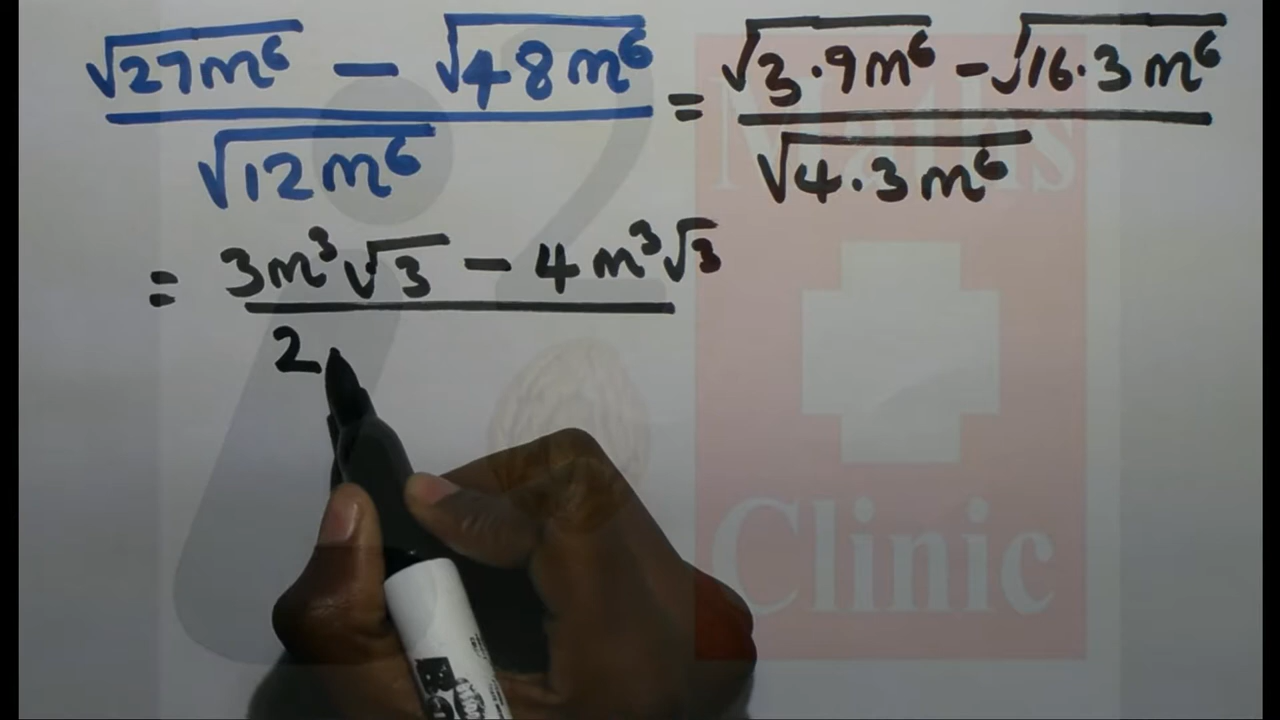 √27m⁶ − √48m⁶ / √12m⁶ = √3·9m⁶ − √16·3m⁶ / √4·3m⁶
= 3m³√3 − 4m³√3 / 2
Maths
Clinic